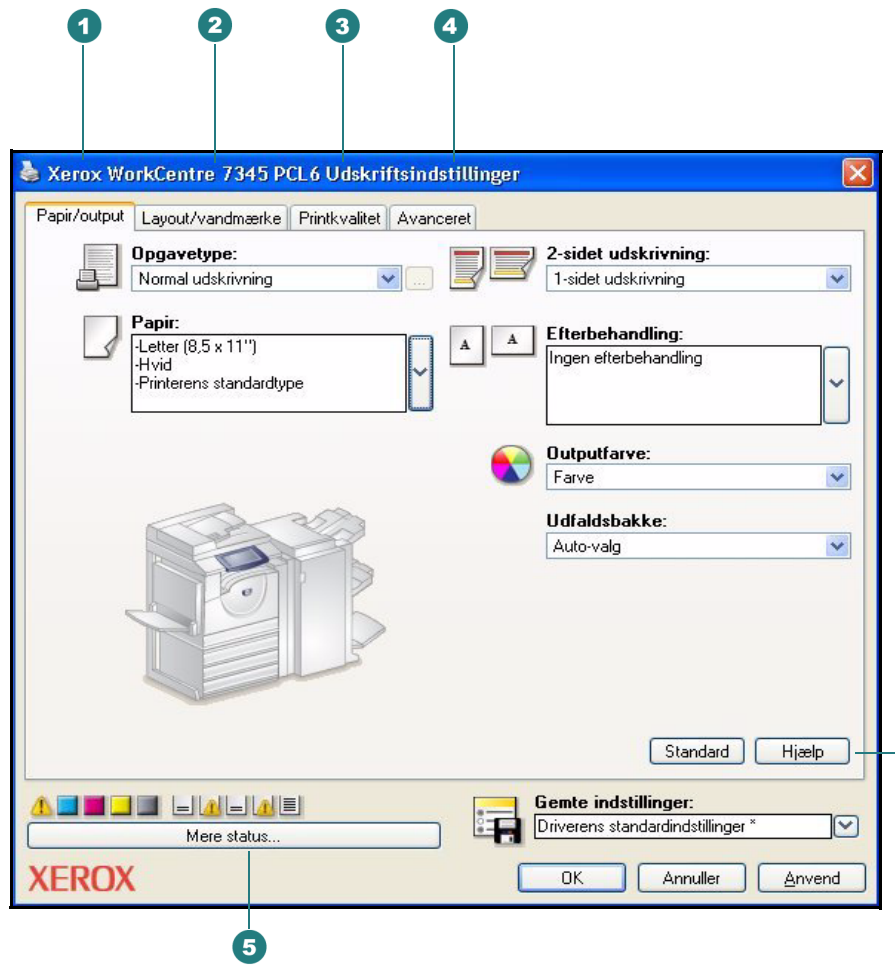 1 2 3 4
Xerox WorkCentre 7345 PCL6 Udskriftsindstillinger
Papir/output Layout/vandmærke Printkvalitet Avanceret
Opgavetype:
Normal udskrivning
...
Papir:
-Letter (8,5 x 11'')
-Hvid
-Printerens standardtype
2-sidet udskrivning:
1-sidet udskrivning
A A
Efterbehandling:
Ingen efterbehandling
Outputfarve:
Farve
Udfaldsbakke:
Auto-valg
Standard Hjælp
Mere status...
Gemte indstillinger:
Driverens standardindstillinger *
XEROX
OK Annuller Anvend
5